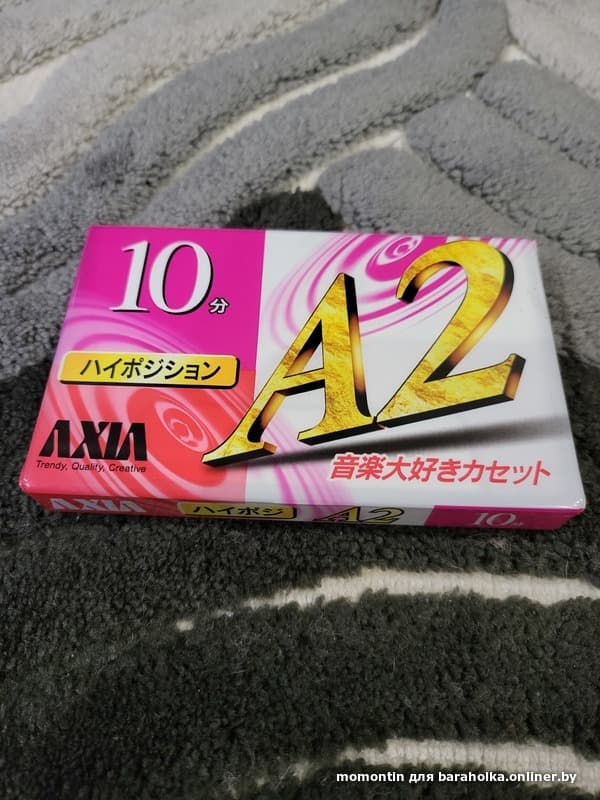 10分
ハイポジション
AXIA
Trendy, Quality, Creative
A2
音楽大好きカセット
AXIA
ハイポジ
A2
10分
momontin для baraholka.onliner.by